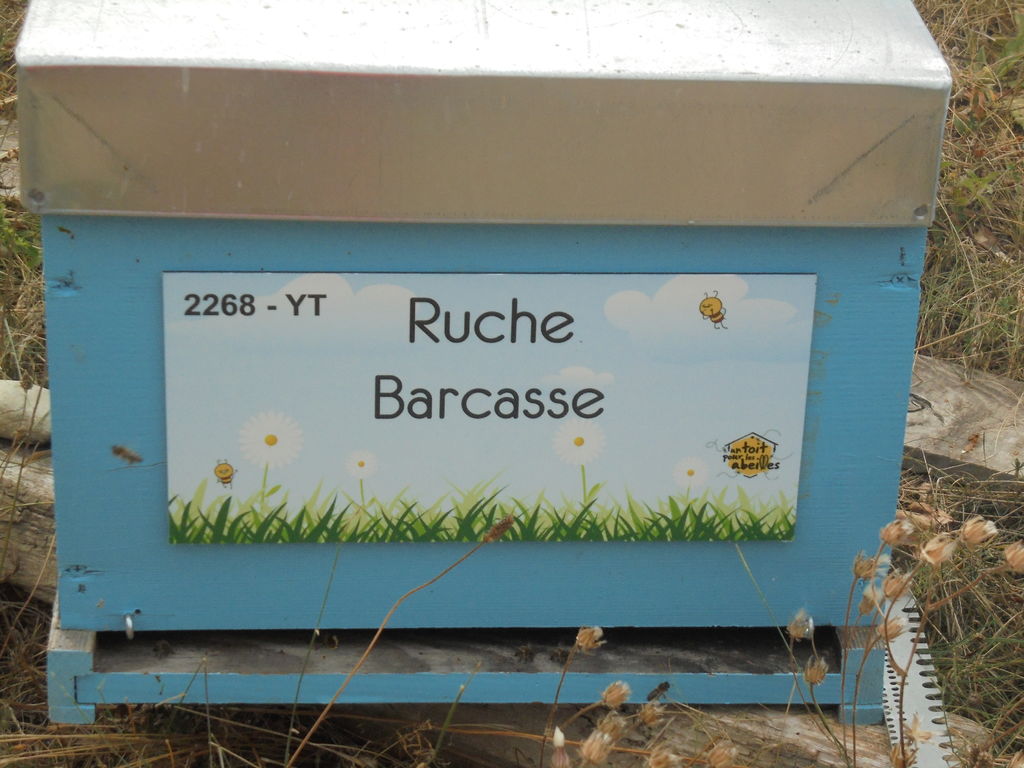 2268 - YT
Ruche
Barcasse
un toit
pour les
abeilles